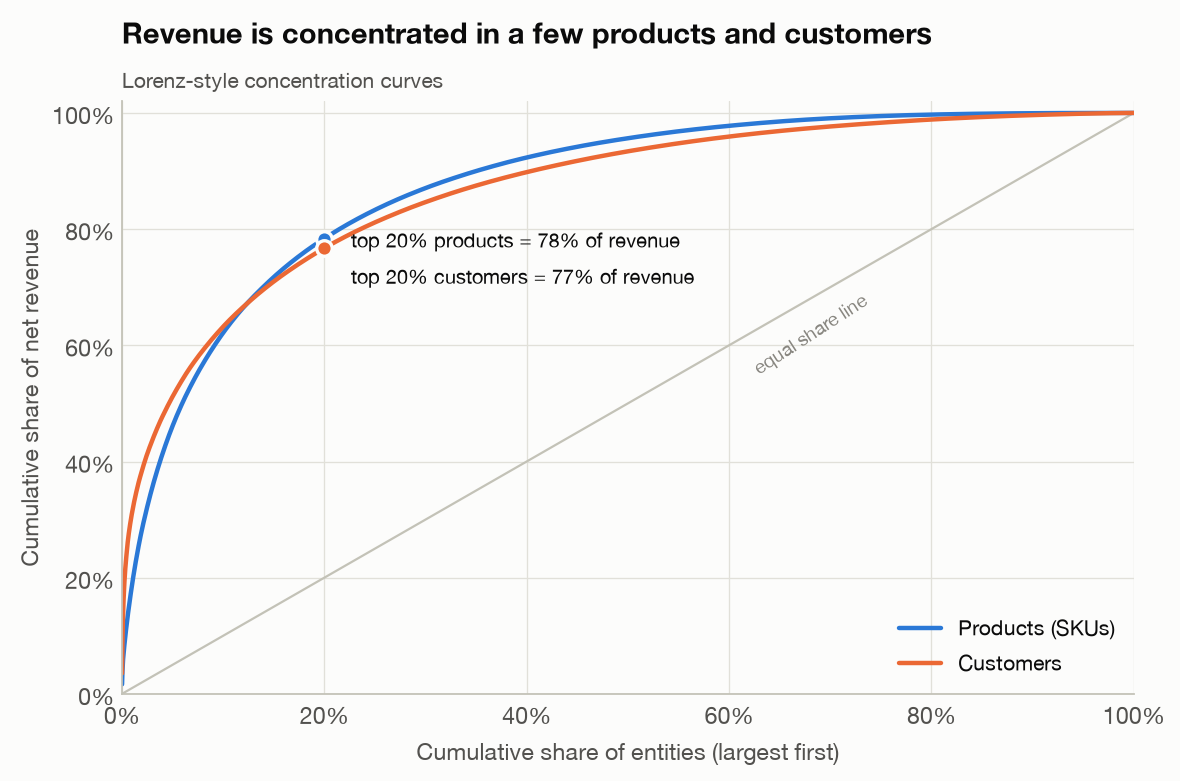 Revenue is concentrated in a few products and customers
Lorenz-style concentration curves
100%
80%
60%
40%
20%
0%
Cumulative share of net revenue
top 20% products = 78% of revenue
top 20% customers = 77% of revenue
equal share line
Products (SKUs)
Customers
0%
20%
40%
60%
80%
100%
Cumulative share of entities (largest first)